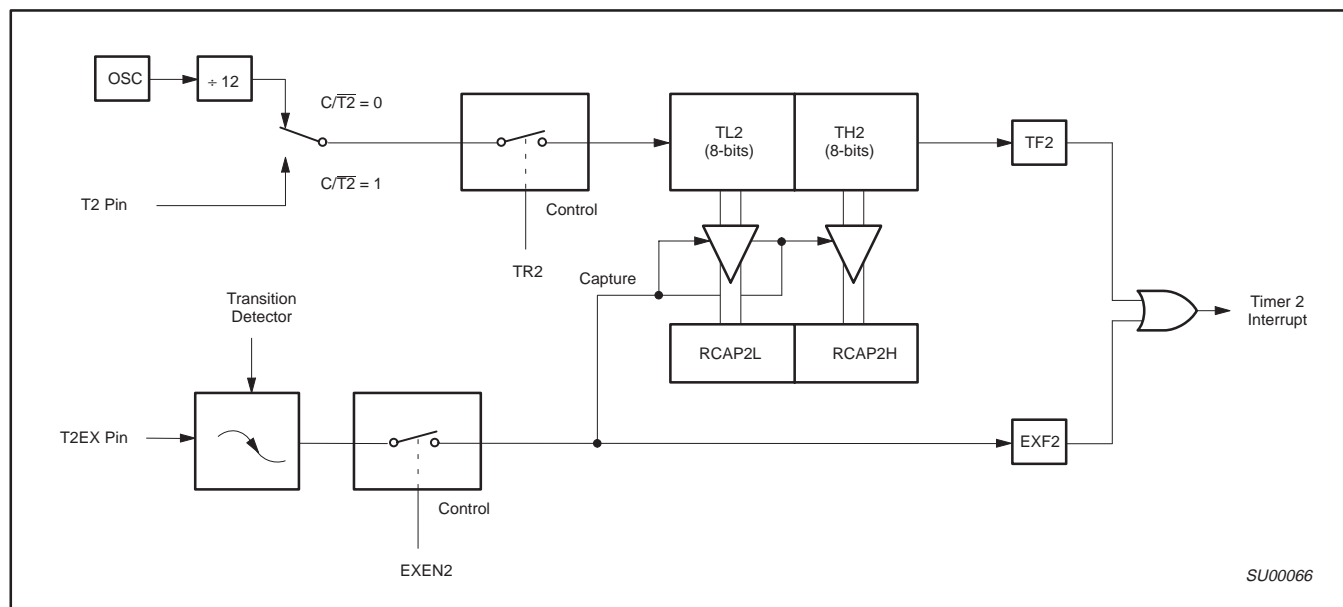 OSC
÷ 12
C/T2̅ = 0
C/T2̅ = 1
T2 Pin
Control
TR2
TL2
(8-bits)
TH2
(8-bits)
TF2
Capture
RCAP2L
RCAP2H
Timer 2
Interrupt
Transition
Detector
T2EX Pin
Control
EXEN2
EXF2
SU00066